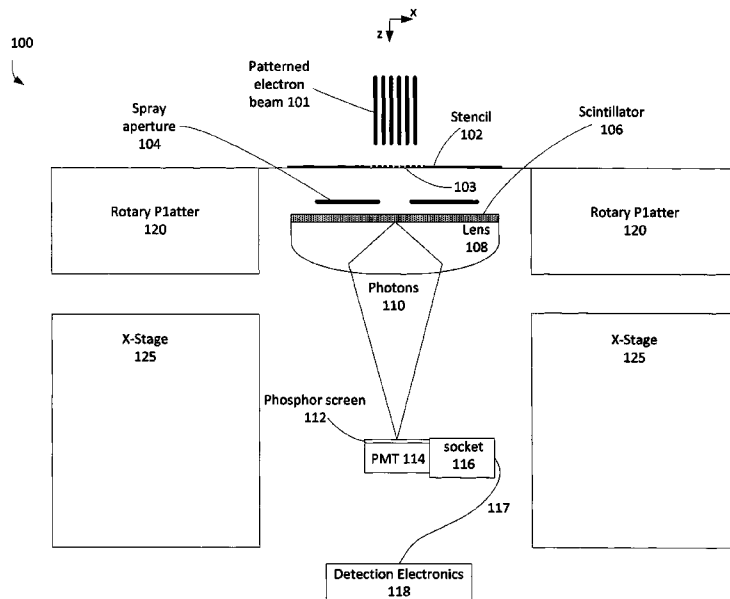 x
z
100
Patterned
electron
beam 101
Spray
aperture
104
Stencil
102
Scintillator
106
103
Rotary P1atter
120
Lens
108
Rotary P1atter
120
Photons
110
X-Stage
125
X-Stage
125
Phosphor screen
112
PMT 114
socket
116
117
Detection Electronics
118